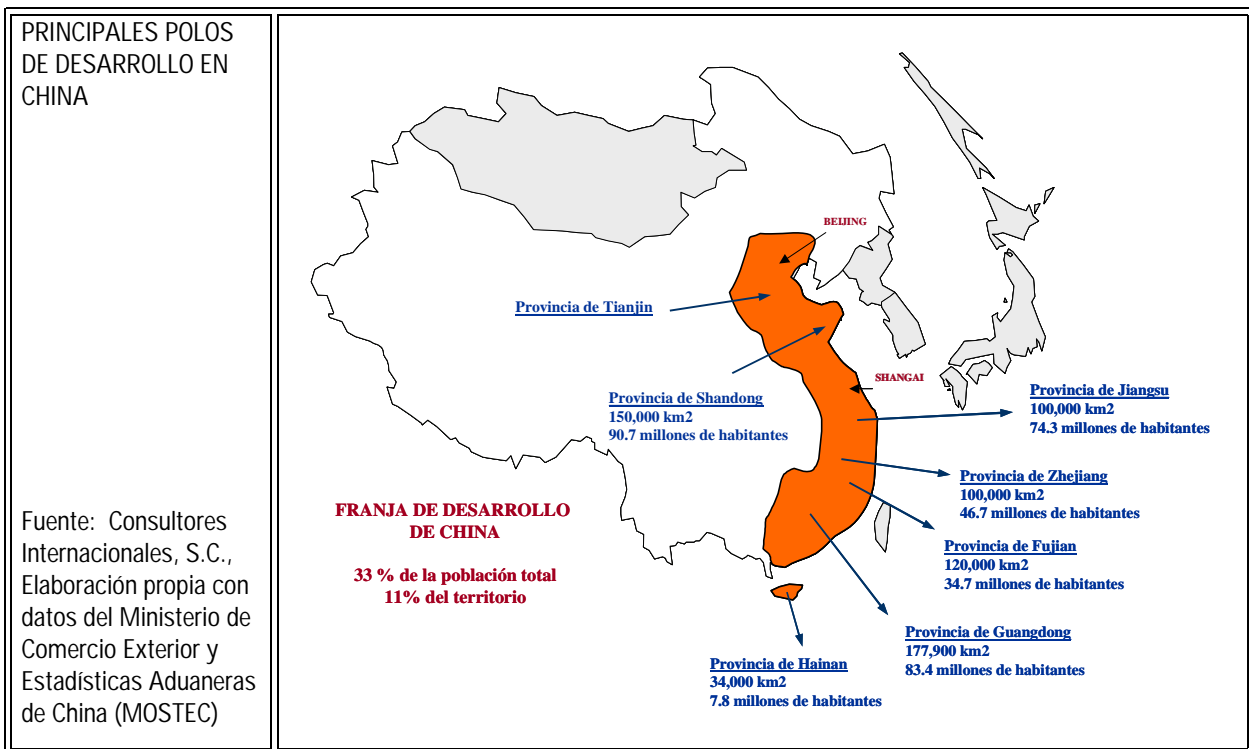 PRINCIPALES POLOS
DE DESARROLLO EN
CHINA
Fuente: Consultores
Internacionales, S.C.,
Elaboración propia con
datos del Ministerio de
Comercio Exterior y
Estadísticas Aduaneras
de China (MOSTEC)
BEIJING
Provincia de Tianjin
SHANGAI
Provincia de Shandong
150,000 km2
90.7 millones de habitantes
Provincia de Jiangsu
100,000 km2
74.3 millones de habitantes
Provincia de Zhejiang
100,000 km2
46.7 millones de habitantes
FRANJA DE DESARROLLO
DE CHINA
33 % de la población total
11% del territorio
Provincia de Fujian
120,000 km2
34.7 millones de habitantes
Provincia de Guangdong
177,900 km2
83.4 millones de habitantes
Provincia de Hainan
34,000 km2
7.8 millones de habitantes